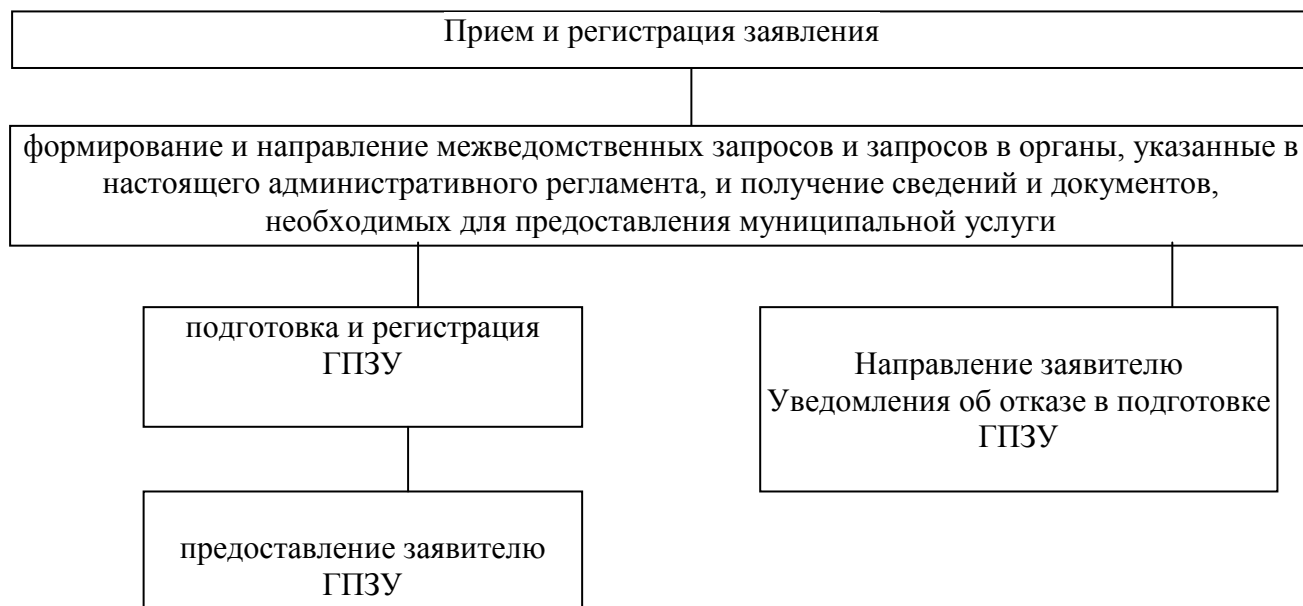 Прием и регистрация заявления
формирование и направление межведомственных запросов и запросов в органы, указанные в
настоящего административного регламента, и получение сведений и документов,
необходимых для предоставления муниципальной услуги
подготовка и регистрация
ГПЗУ
Направление заявителю
Уведомления об отказе в подготовке
ГПЗУ
предоставление заявителю
ГПЗУ